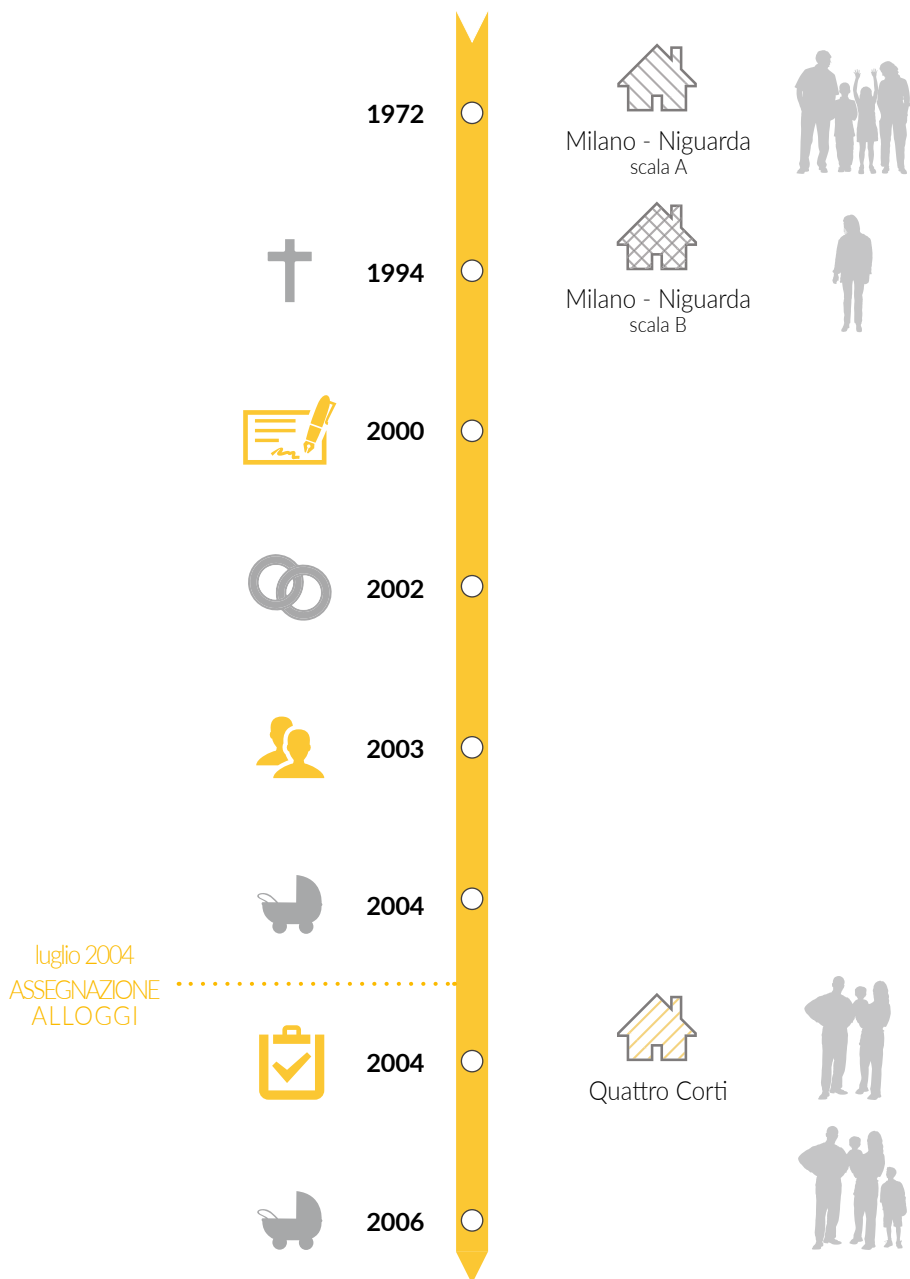 1972
Milano - Niguarda
scala A
1994
Milano - Niguarda
scala B
2000
2002
2003
2004
luglio 2004
ASSEGNAZIONE
ALLOGGI
2004
Quattro Corti
2006